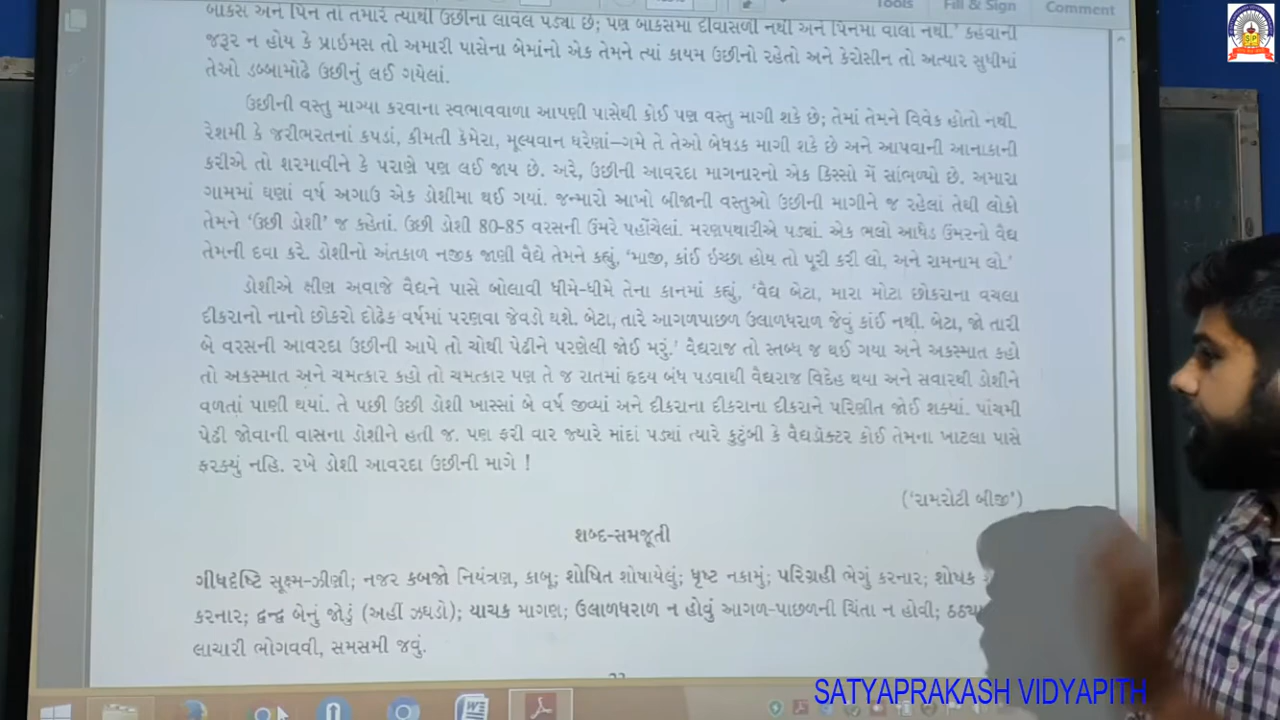 Tools
Fill & Sign
Comment
બાકસ અને પિન તો તમારે ત્યાંથી ઉછીનાં લાવેલ પડ્યાં છે; પણ બાકસમાં દીવાસળી નથી અને પિનમાં વાલા નથી.' કહેવાની
જરૂર ન હોય કે પ્રાઇમસ તો અમારી પાસેના બેમાંનો એક તેમને ત્યાં કાયમ ઉછીનો રહેતો અને કેરોસીન તો અત્યાર સુધીમાં
તેઓ ડબ્બામોઢે ઉછીનું લઈ ગયેલાં.
ઉછીની વસ્તુ માગ્યા કરવાના સ્વભાવવાળા આપણી પાસેથી કોઈ પણ વસ્તુ માગી શકે છે; તેમાં તેમને વિવેક હોતો નથી.
રેશમી કે જરીભરતનાં કપડાં, કીમતી કેમેરા, મૂલ્યવાન ઘરેણાં–ગમે તે તેઓ બેધડક માગી શકે છે અને આપવાની આનાકાની
કરીએ તો શરમાવીને કે પરાણે પણ લઈ જાય છે. અરે, ઉછીની આવરદા માગનારનો એક કિસ્સો મેં સાંભળ્યો છે. અમારા
ગામમાં ઘણાં વર્ષ અગાઉ એક ડોશીમા થઈ ગયાં. જન્મારો આખો બીજાની વસ્તુઓ ઉછીની માગીને જ રહેલાં તેથી લોકો
તેમને 'ઉછી ડોશી' જ કહેતાં. ઉછી ડોશી 80-85 વરસની ઉંમરે પહોંચેલાં. મરણપથારીએ પડ્યાં. એક ભલો આધેડ ઉંમરનો વૈદ્ય
તેમની દવા કરે. ડોશીનો અંતકાળ નજીક જાણી વૈદ્યે તેમને કહ્યું, 'માજી, કાંઈ ઇચ્છા હોય તો પૂરી કરી લો, અને રામનામ લો.'
ડોશીએ ક્ષીણ અવાજે વૈદ્યને પાસે બોલાવી ધીમે-ધીમે તેના કાનમાં કહ્યું, 'વૈદ્ય બેટા, મારા મોટા છોકરાના વચલા
દીકરાનો નાનો છોકરો દોઢેક વર્ષમાં પરણવા જેવડો થશે. બેટા, તારે આગળપાછળ ઉલાળધરાળ જેવું કાંઈ નથી. બેટા, જો તારી
બે વરસની આવરદા ઉછીની આપે તો ચોથી પેઢીને પરણેલી જોઈ મરું.' વૈદ્યરાજ તો સ્તબ્ધ જ થઈ ગયા અને અકસ્માત કહો
તો અકસ્માત અને ચમત્કાર કહો તો ચમત્કાર પણ તે જ રાતમાં હૃદય બંધ પડવાથી વૈદ્યરાજ વિદેહ થયા અને સવારથી ડોશીને
વળતાં પાણી થયાં. તે પછી ઉછી ડોશી ખાસ્સાં બે વર્ષ જીવ્યાં અને દીકરાના દીકરાના દીકરાને પરિણીત જોઈ શક્યાં. પાંચમી
પેઢી જોવાની વાસના ડોશીને હતી જ. પણ ફરી વાર જ્યારે માંદાં પડ્યાં ત્યારે કુટુંબી કે વૈદ્યડૉક્ટર કોઈ તેમના ખાટલા પાસે
ફરક્યું નહિ. રખે ડોશી આવરદા ઉછીની માગે !
('રામરોટી બીજી')
શબ્દ-સમજૂતી
ગીધદૃષ્ટિ સૂક્ષ્મ-ઝીણી; નજર કબજો નિયંત્રણ, કાબૂ; શોષિત શોષાયેલું; ધૃષ્ટ નકામું; પરિગ્રહી ભેગું કરનાર; શોષક
કરનાર; દ્વન્દ્વ બેનું જોડું (અહીં ઝઘડો); યાચક માગણ; ઉલાળધરાળ ન હોવું આગળ-પાછળની ચિંતા ન હોવી;
લાચારી ભોગવવી, સમસમી જવું.
SATYAPRAKASH VIDYAPITH